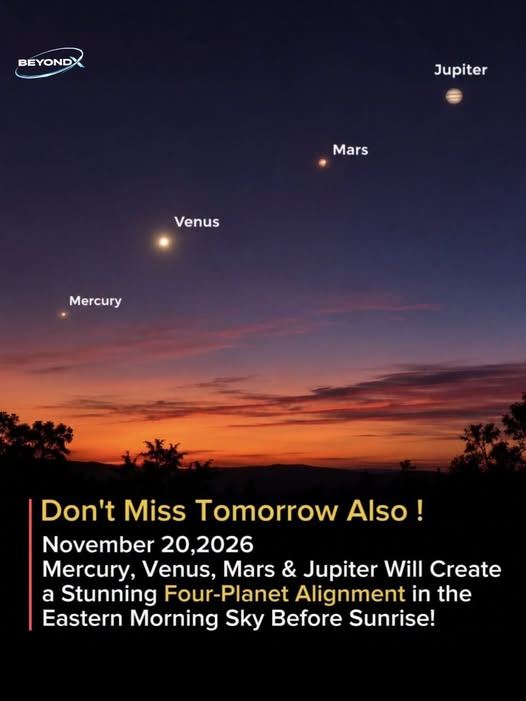 BEYONDX
Jupiter
Mars
Venus
Mercury
Don't Miss Tomorrow Also !
November 20,2026
Mercury, Venus, Mars & Jupiter Will Create
a Stunning Four-Planet Alignment in the
Eastern Morning Sky Before Sunrise!